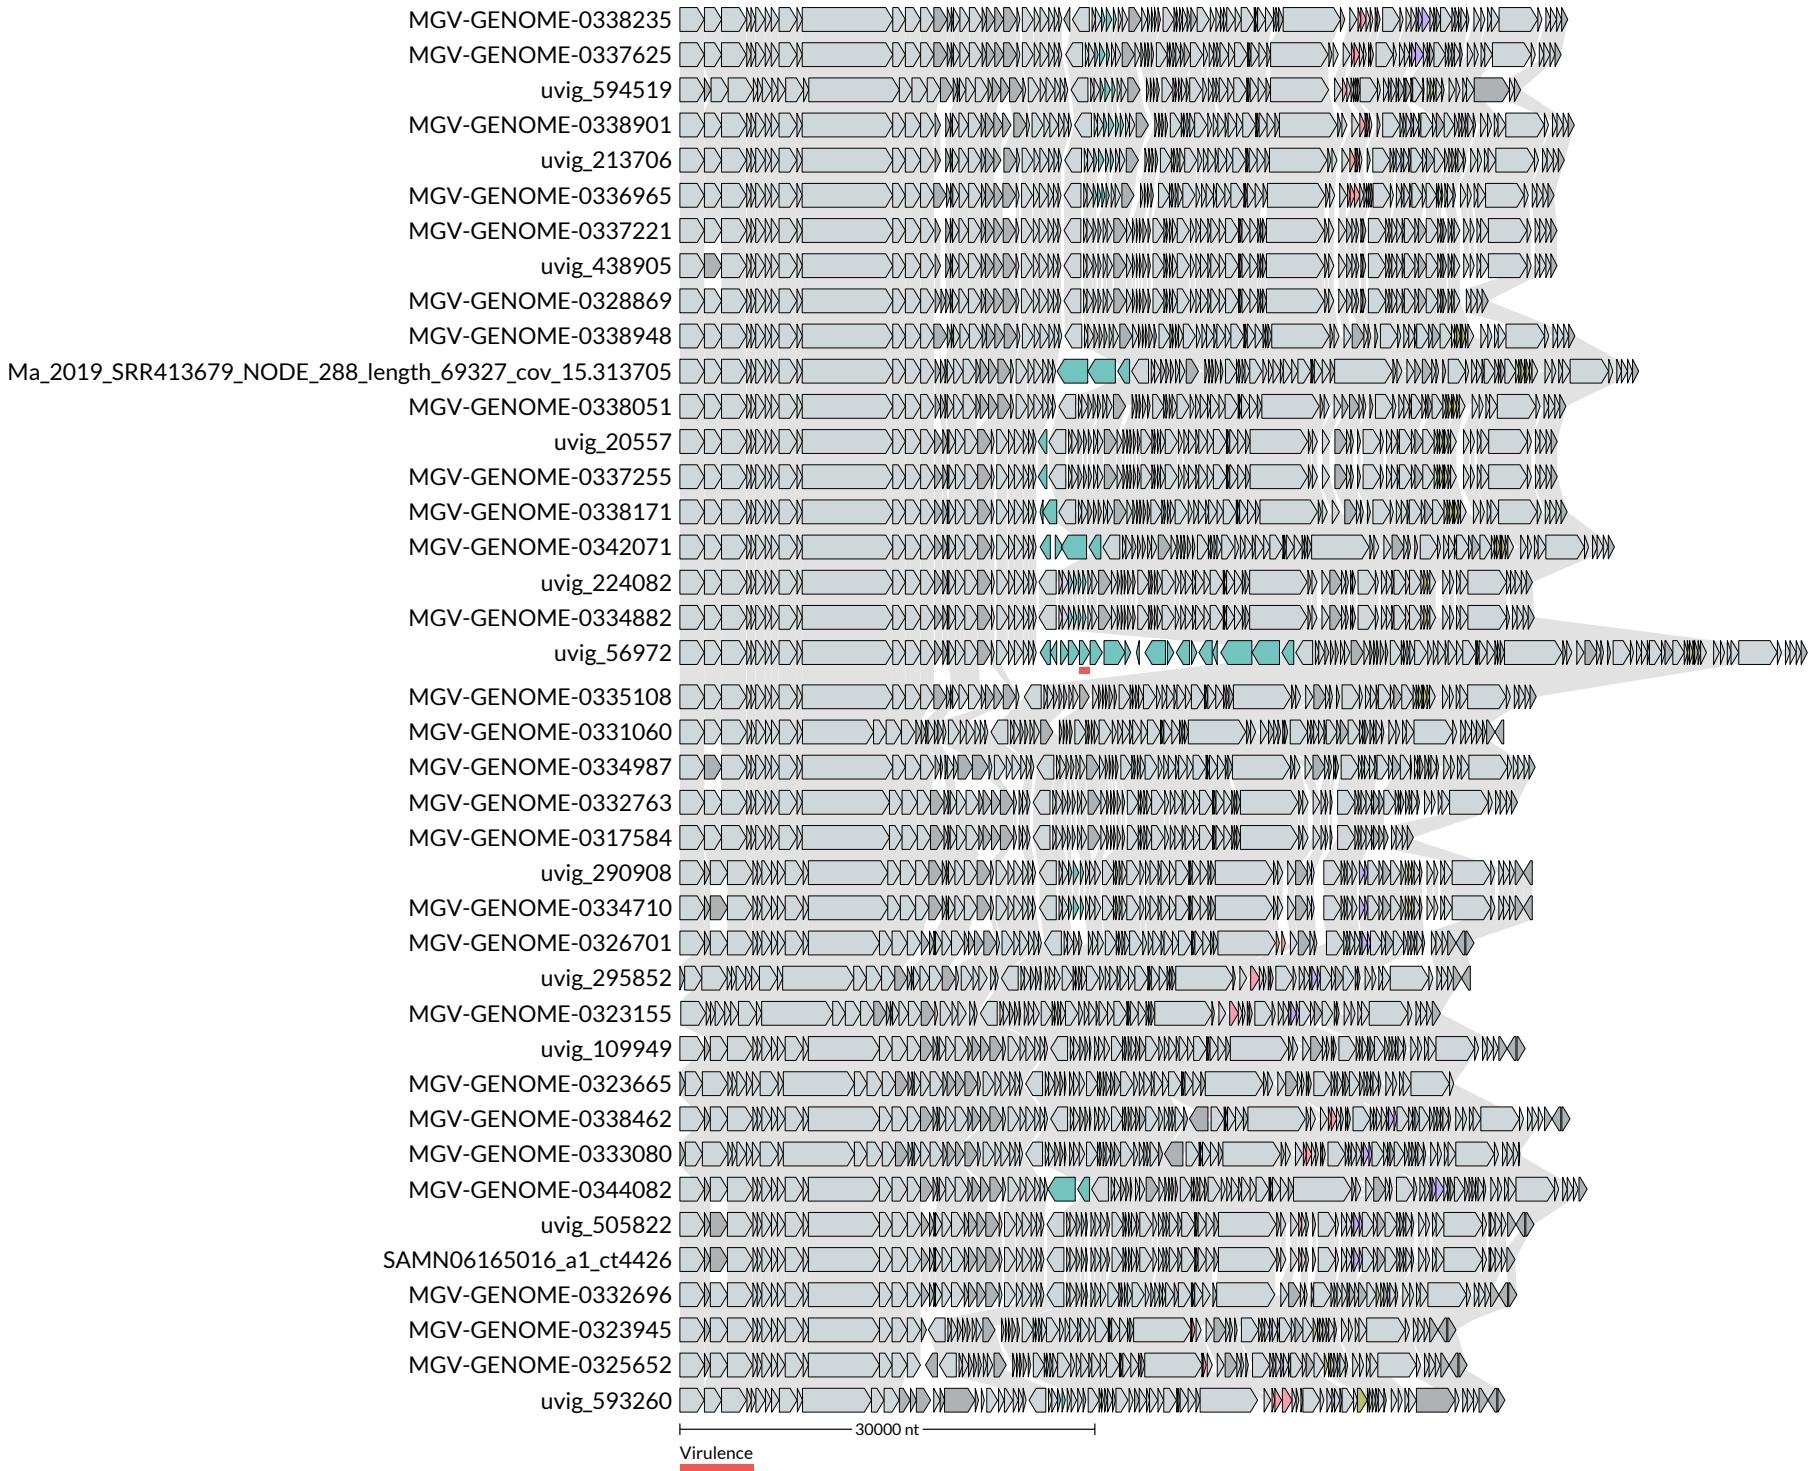 MGV-GENOME-0338235
MGV-GENOME-0337625
uvig_594519
MGV-GENOME-0338901
uvig_213706
MGV-GENOME-0336965
MGV-GENOME-0337221
uvig_438905
MGV-GENOME-0328869
MGV-GENOME-0338948
Ma_2019_SRR413679_NODE_288_length_69327_cov_15.313705
MGV-GENOME-0338051
uvig_20557
MGV-GENOME-0337255
MGV-GENOME-0338171
MGV-GENOME-0342071
uvig_224082
MGV-GENOME-0334882
uvig_56972
MGV-GENOME-0335108
MGV-GENOME-0331060
MGV-GENOME-0334987
MGV-GENOME-0332763
MGV-GENOME-0317584
uvig_290908
MGV-GENOME-0334710
MGV-GENOME-0326701
uvig_295852
MGV-GENOME-0323155
uvig_109949
MGV-GENOME-0323665
MGV-GENOME-0338462
MGV-GENOME-0333080
MGV-GENOME-0344082
uvig_505822
SAMN06165016_a1_ct4426
MGV-GENOME-0332696
MGV-GENOME-0323945
MGV-GENOME-0325652
uvig_593260
30000 nt
Virulence